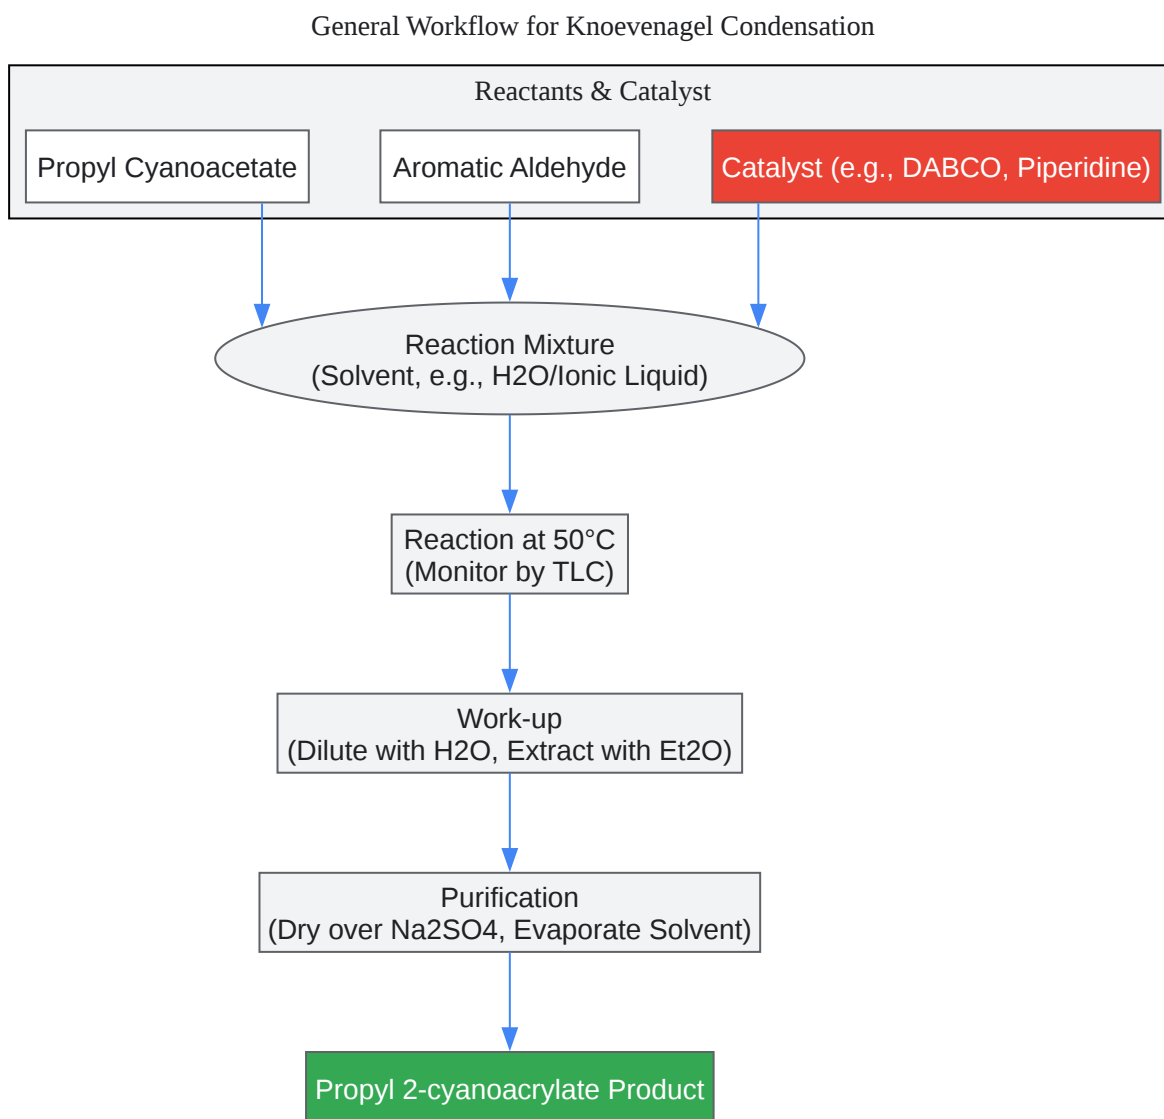 General Workflow for Knoevenagel Condensation
Reactants & Catalyst
Propyl Cyanoacetate
Aromatic Aldehyde
Catalyst (e.g., DABCO, Piperidine)
Reaction Mixture
(Solvent, e.g., H2O/Ionic Liquid)
Reaction at 50°C
(Monitor by TLC)
Work-up
(Dilute with H2O, Extract with Et2O)
Purification
(Dry over Na2SO4, Evaporate Solvent)
Propyl 2-cyanoacrylate Product